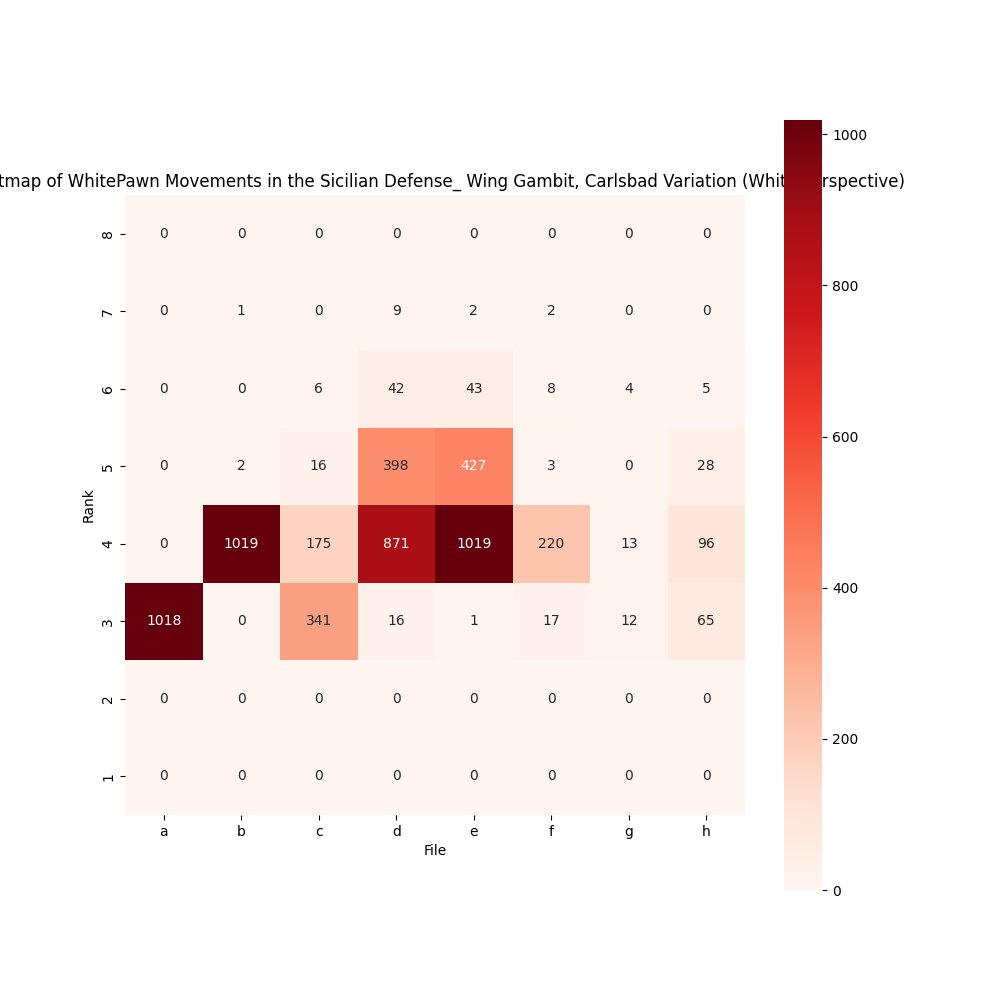 tmap of WhitePawn Movements in the Sicilian Defense_ Wing Gambit, Carlsbad Variation (Whit rspective)
Rank
8 0 0 0 0 0 0 0 0
7 0 1 0 9 2 2 0 0
6 0 0 6 42 43 8 4 5
5 0 2 16 398 427 3 0 28
4 0 1019 175 871 1019 220 13 96
3 1018 0 341 16 1 17 12 65
2 0 0 0 0 0 0 0 0
1 0 0 0 0 0 0 0 0
a b c d e f g h
File
1000
800
600
400
200
0